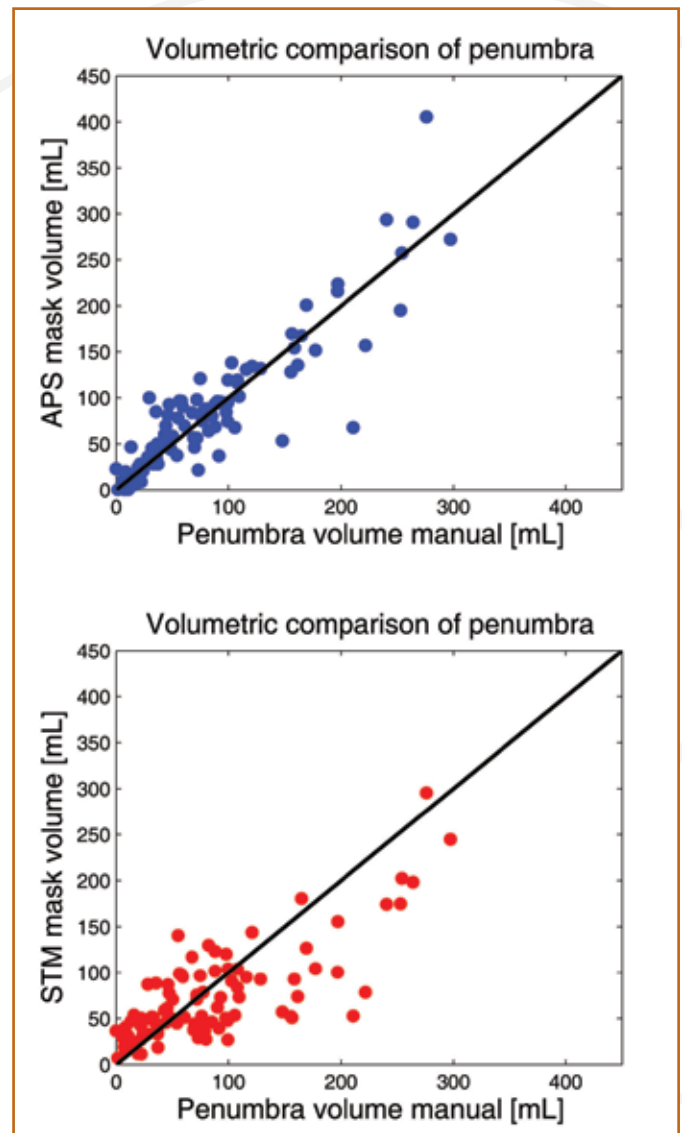 Volumetric comparison of penumbra
450
400
350
300
250
200
150
100
50
0
APS mask volume [mL]
0 100 200 300 400
Penumbra volume manual [mL]
Volumetric comparison of penumbra
450
400
350
300
250
200
150
100
50
0
STM mask volume [mL]
0 100 200 300 400
Penumbra volume manual [mL]